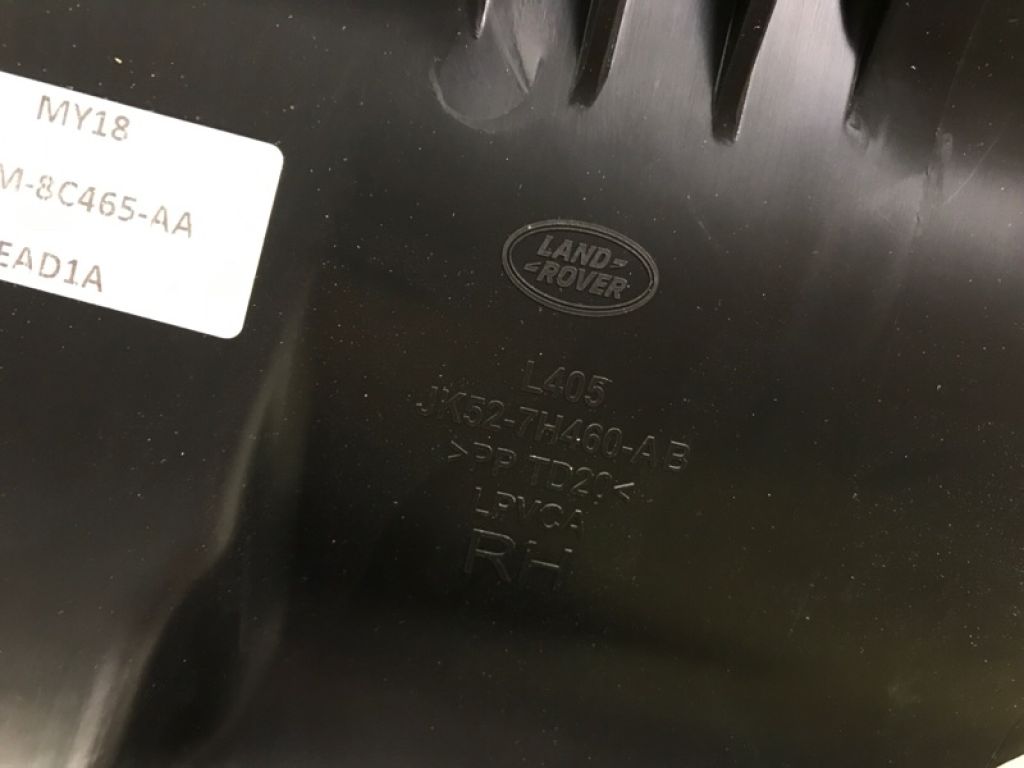 MY18
M-8C465-AA
EAD1A
LAND
ROVER
L405
JK52-7H460-AB
>PP TD20<
LPVCA
RH